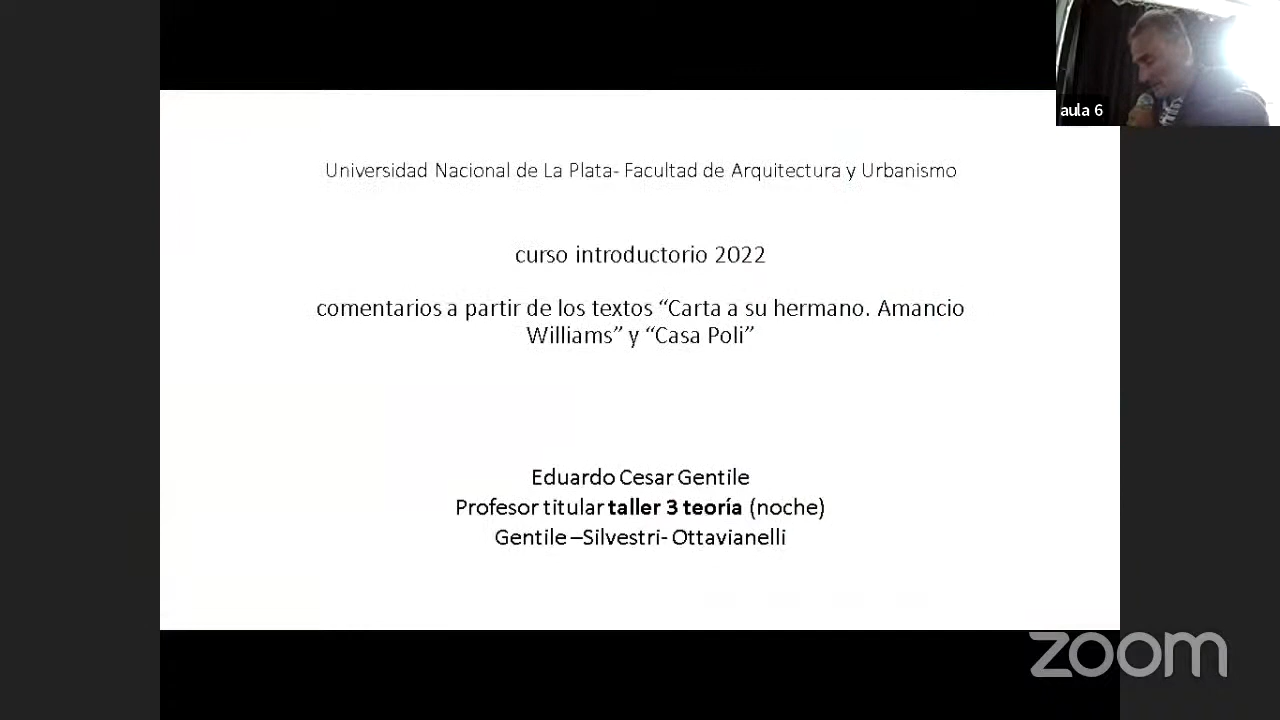 aula 6
Universidad Nacional de La Plata- Facultad de Arquitectura y Urbanismo
curso introductorio 2022
comentarios a partir de los textos “Carta a su hermano. Amancio
Williams” y “Casa Poli”
Eduardo Cesar Gentile
Profesor titular taller 3 teoría (noche)
Gentile –Silvestri- Ottavianelli
zoom